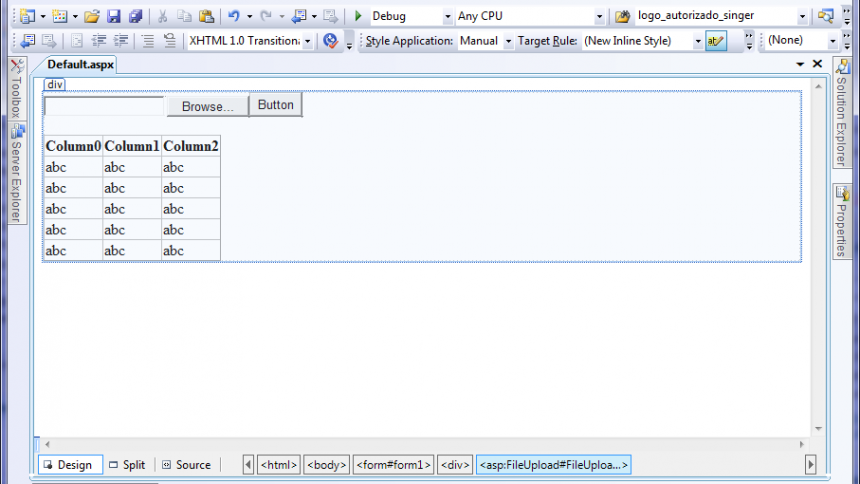 Debug Any CPU logo_autorizado_singer
XHTML 1.0 Transition: Style Application: Manual Target Rule: (New Inline Style) (None)
Default.aspx
div
Browse... Button
Column0 Column1 Column2
abc abc abc
abc abc abc
abc abc abc
abc abc abc
abc abc abc
Toolbox
Server Explorer
Solution Explorer
Properties
Design Split Source <html> <body> <form#form1> <div> <asp:FileUpload#FileUploa...>